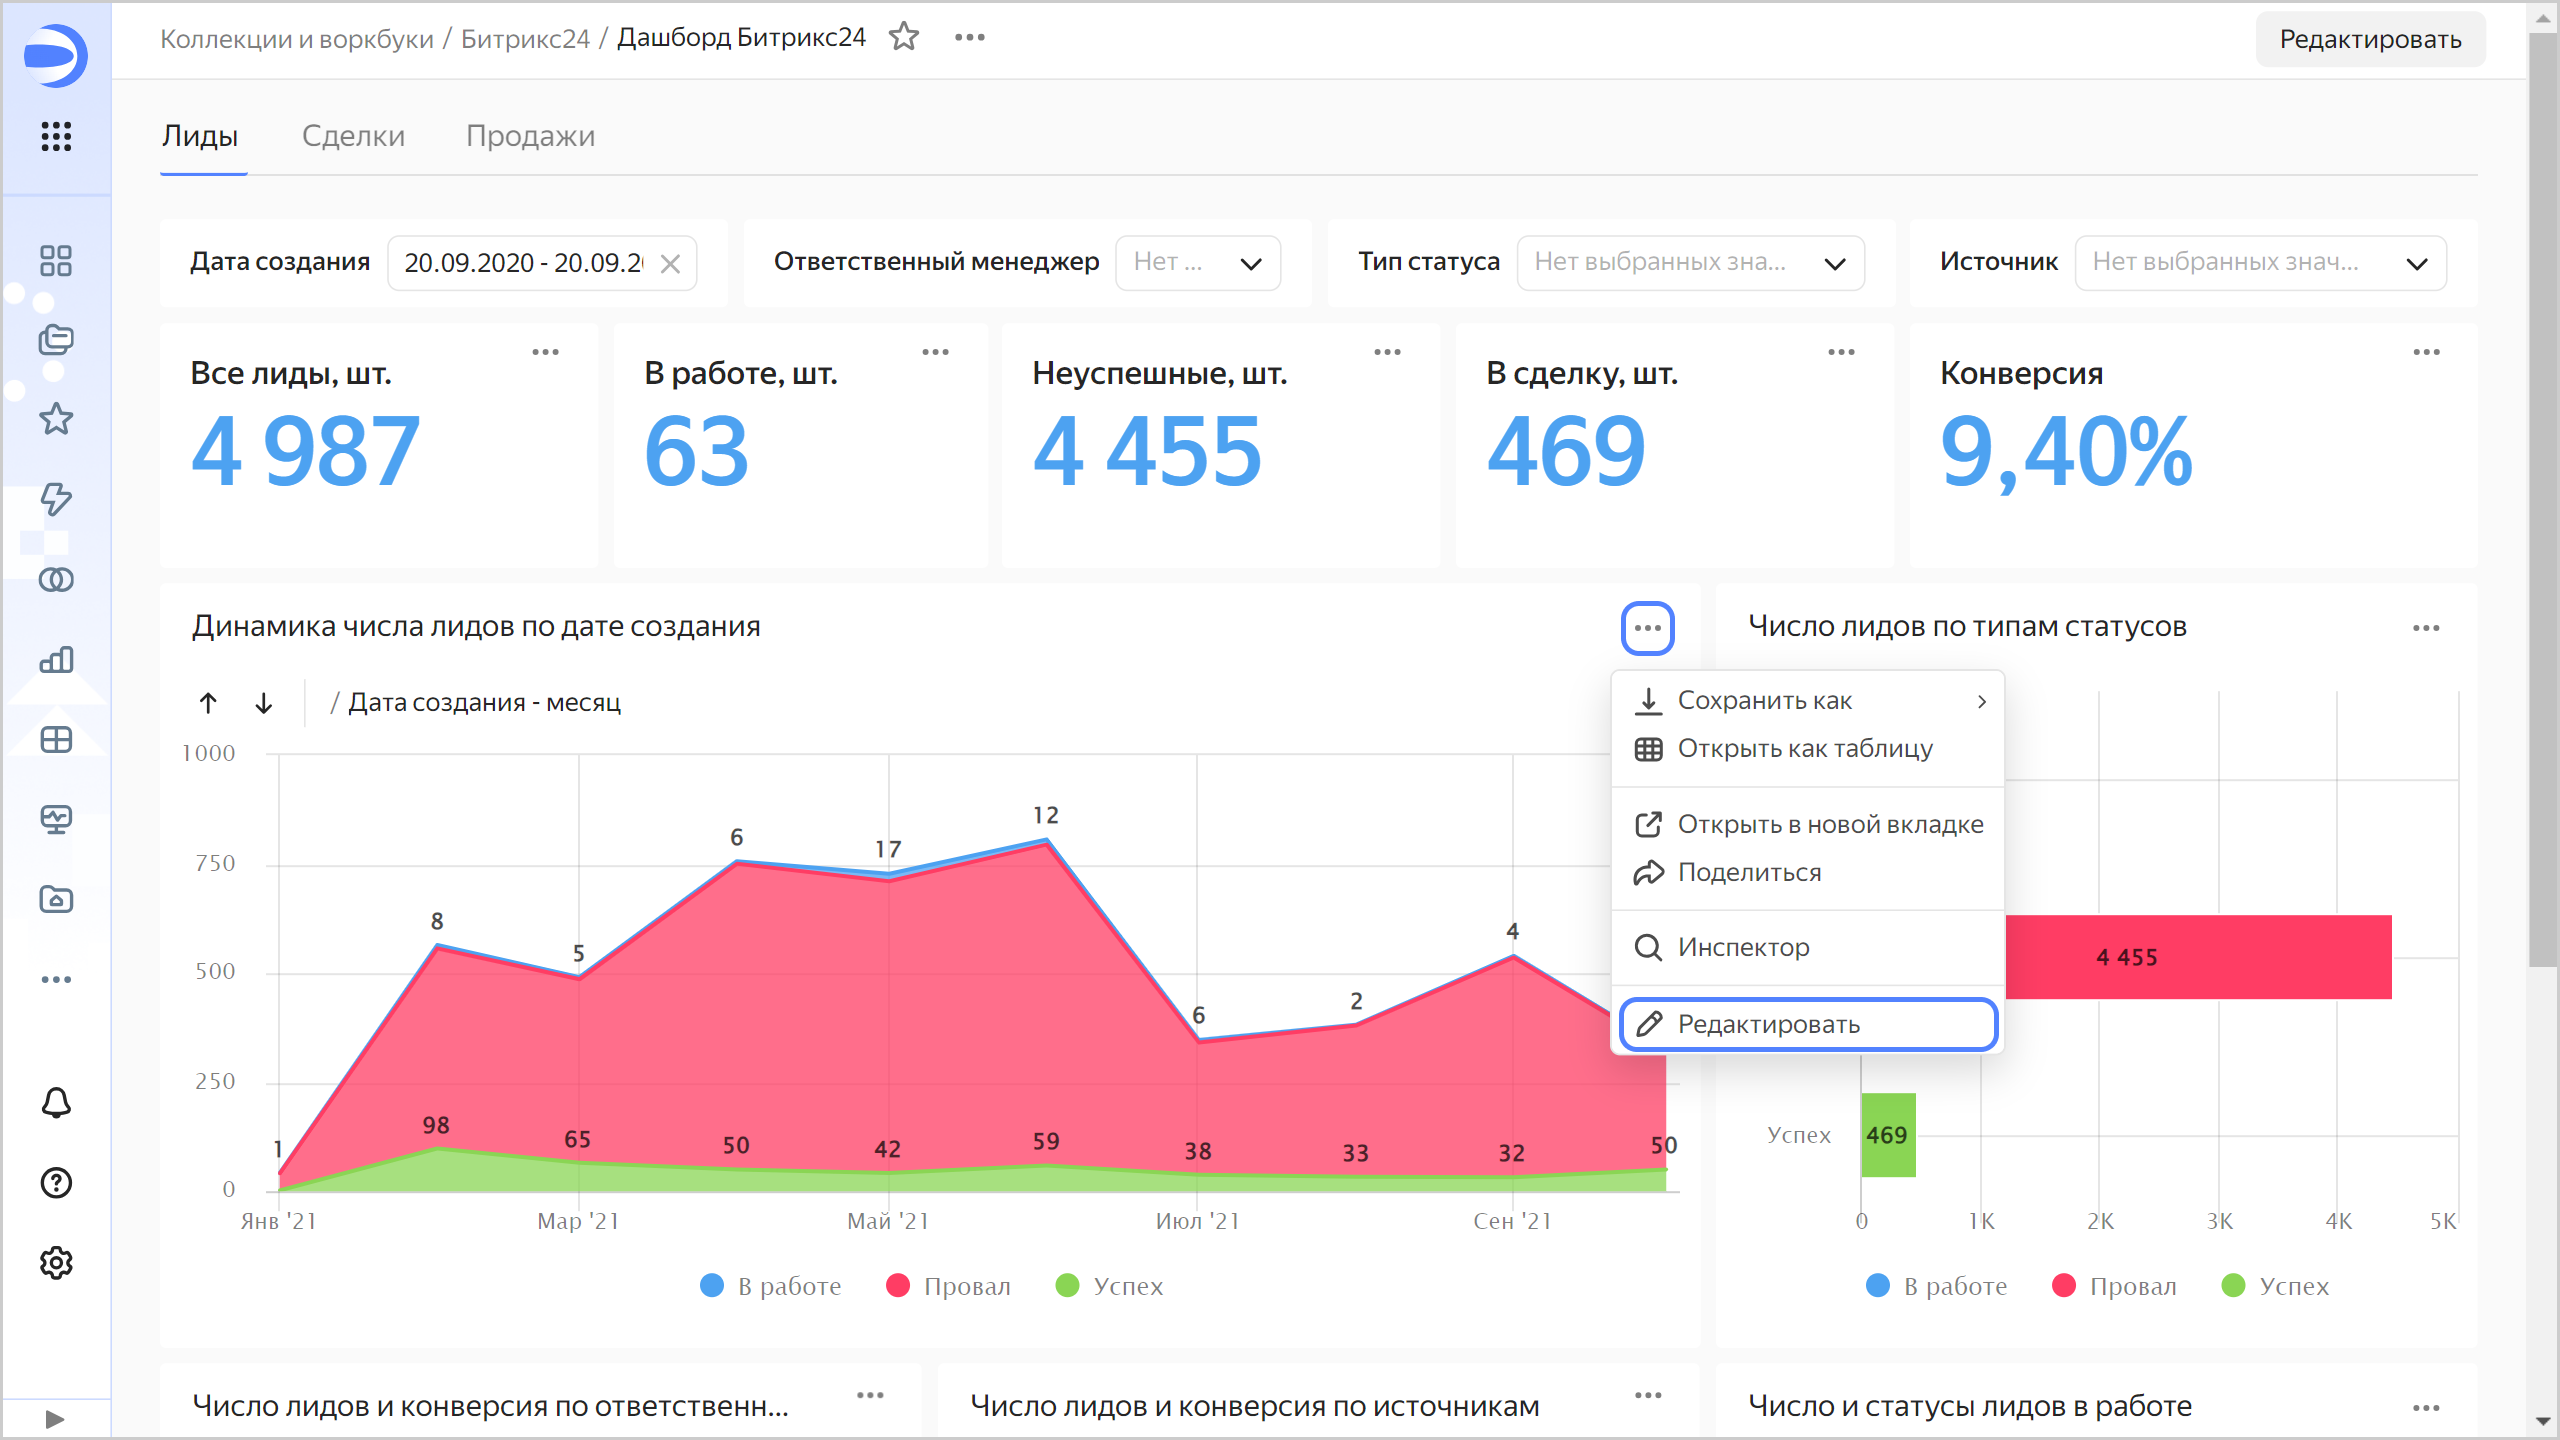 Коллекции и воркбуки / Битрикс24 / Дашборд Битрикс24
Редактировать
Лиды
Сделки
Продажи
Дата создания 20.09.2020 - 20.09.2
Ответственный менеджер Нет ...
Тип статуса Нет выбранных зна...
Источник Нет выбранных знач...
Все лиды, шт.
4 987
В работе, шт.
63
Неуспешные, шт.
4 455
В сделку, шт.
469
Конверсия
9,40%
Динамика числа лидов по дате создания
/ Дата создания - месяц
1000
750
500
250
0
8
5
6
17
12
6
2
4
1
98
65
50
42
59
38
33
32
50
Янв '21
Мар '21
Май '21
Июл '21
Сен '21
В работе
Провал
Успех
Сохранить как
Открыть как таблицу
Открыть в новой вкладке
Поделиться
Инспектор
Редактировать
Число лидов по типам статусов
4 455
Успех
469
0
1K
2K
3K
4K
5K
В работе
Провал
Успех
Число лидов и конверсия по ответственн...
Число лидов и конверсия по источникам
Число и статусы лидов в работе